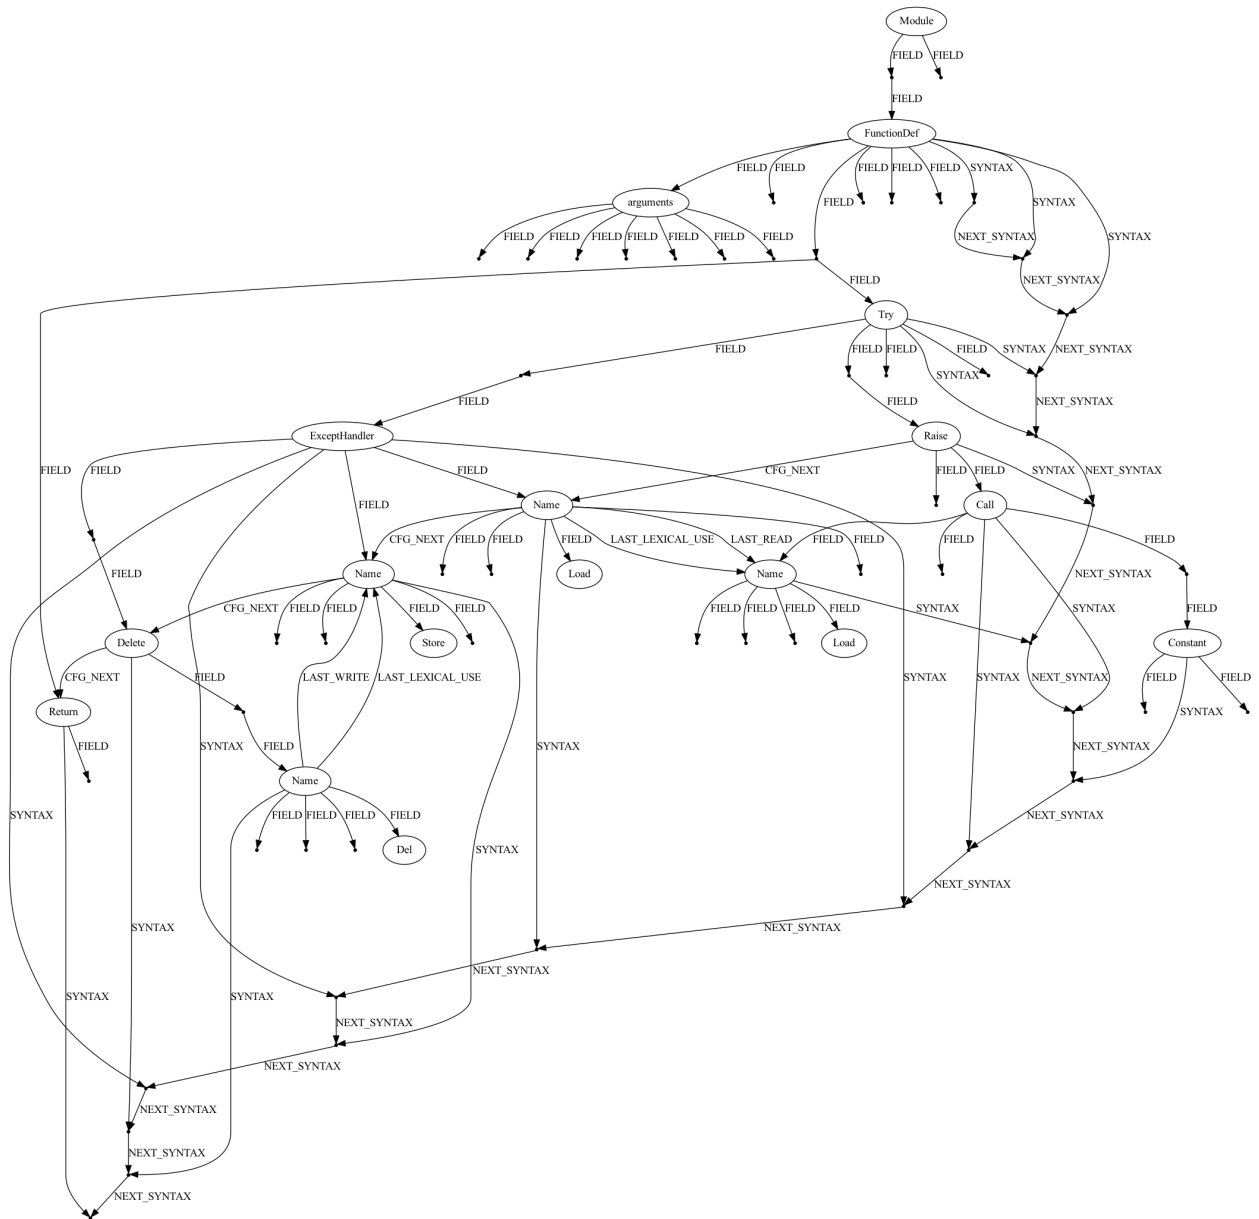 Module
FIELD FIELD
FIELD
FunctionDef
FIELD FIELD FIELD FIELD FIELD FIELD SYNTAX
arguments FIELD SYNTAX
FIELD FIELD FIELD FIELD FIELD FIELD FIELD NEXT_SYNTAX SYNTAX
FIELD NEXT_SYNTAX
Try
FIELD FIELD FIELD FIELD SYNTAX NEXT_SYNTAX
SYNTAX
FIELD FIELD NEXT_SYNTAX
ExceptHandler Raise
FIELD FIELD FIELD CFG_NEXT FIELD FIELD SYNTAX NEXT_SYNTAX
FIELD Name Call
CFG_NEXT FIELD FIELD FIELD LAST_LEXICAL_USE LAST_READ FIELD FIELD FIELD FIELD
FIELD Name Load Name NEXT_SYNTAX
CFG_NEXT FIELD FIELD FIELD FIELD FIELD FIELD FIELD FIELD SYNTAX SYNTAX
Delete Store Load Constant
CFG_NEXT FIELD LAST_WRITE LAST_LEXICAL_USE SYNTAX SYNTAX NEXT_SYNTAX FIELD FIELD
Return SYNTAX
FIELD SYNTAX FIELD SYNTAX NEXT_SYNTAX
Name
SYNTAX FIELD FIELD FIELD FIELD NEXT_SYNTAX
Del SYNTAX
NEXT_SYNTAX
SYNTAX NEXT_SYNTAX
NEXT_SYNTAX
SYNTAX SYNTAX
NEXT_SYNTAX
NEXT_SYNTAX
NEXT_SYNTAX
NEXT_SYNTAX
NEXT_SYNTAX